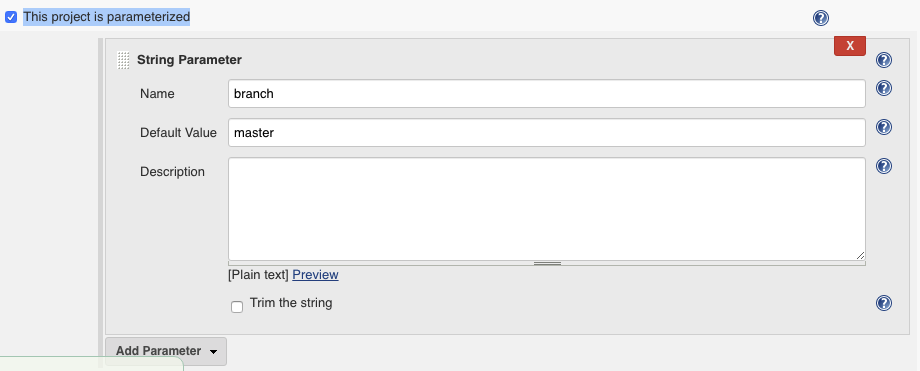 This project is parameterized
?
X
String Parameter
?
Name
branch
?
Default Value
master
?
Description
?
[Plain text] Preview
Trim the string
?
Add Parameter